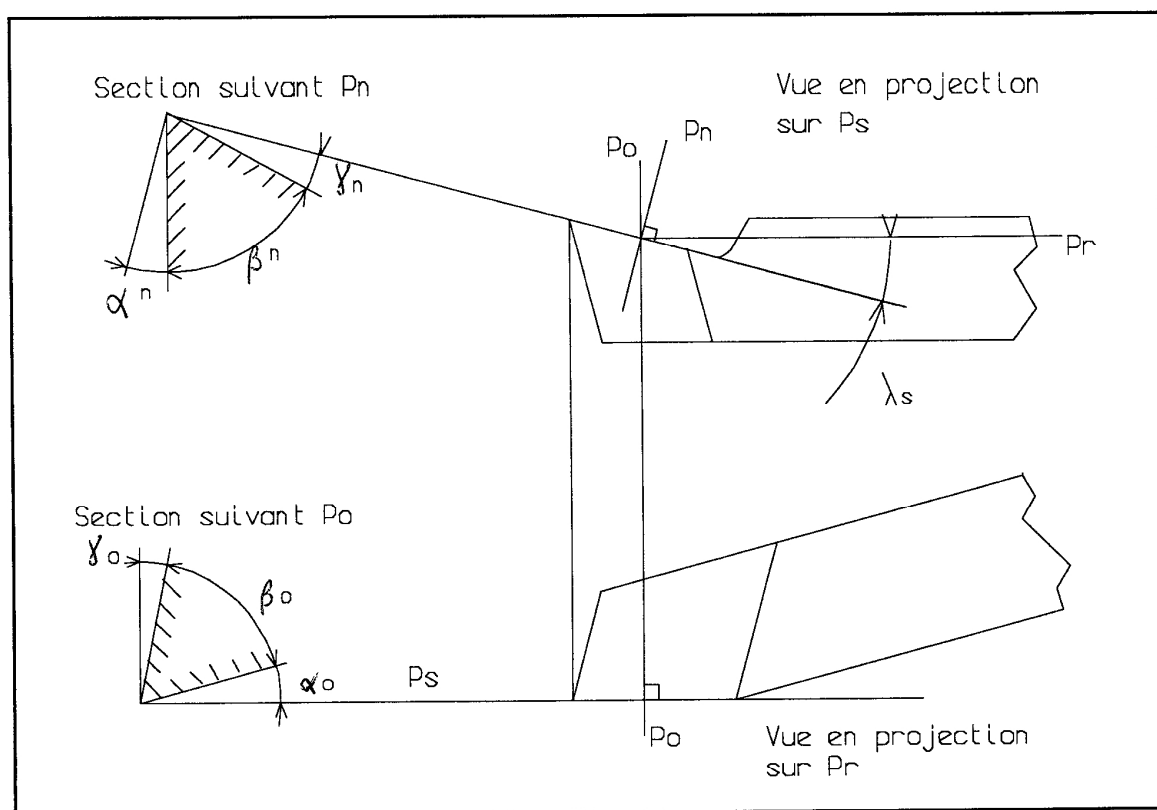 Section suivant Pn
Vue en projection
sur Ps
Pn
Po
γn
Pr
βn
αn
λs
Section suivant Po
γo
βo
αo
Ps
Po
Vue en projection
sur Pr